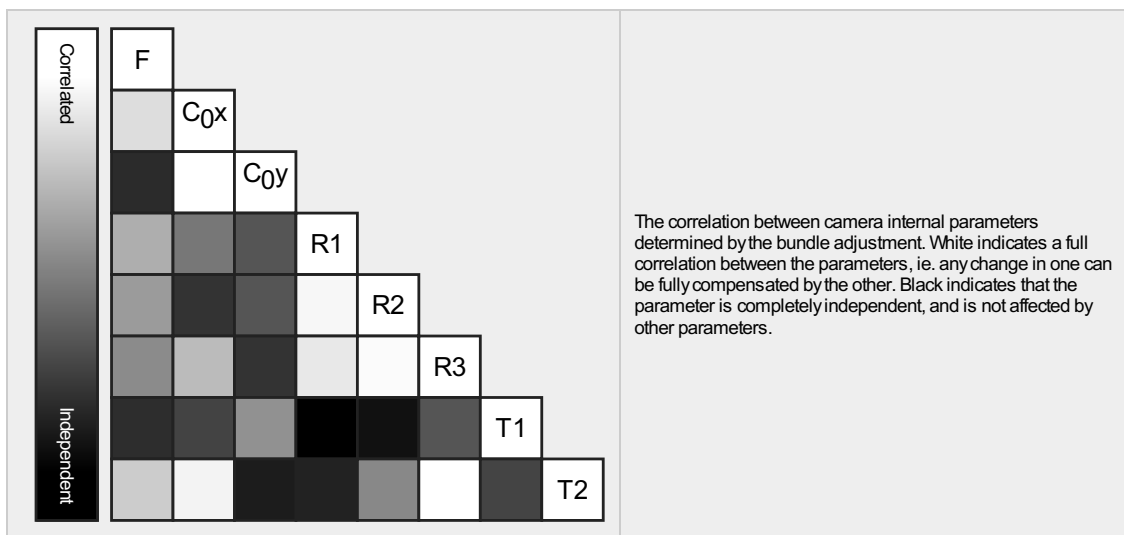 Correlated
Independent
F
C0x
C0y
R1
R2
R3
T1
T2
The correlation between camera internal parameters
determined by the bundle adjustment. White indicates a full
correlation between the parameters, ie. any change in one can
be fully compensated by the other. Black indicates that the
parameter is completely independent, and is not affected by
other parameters.